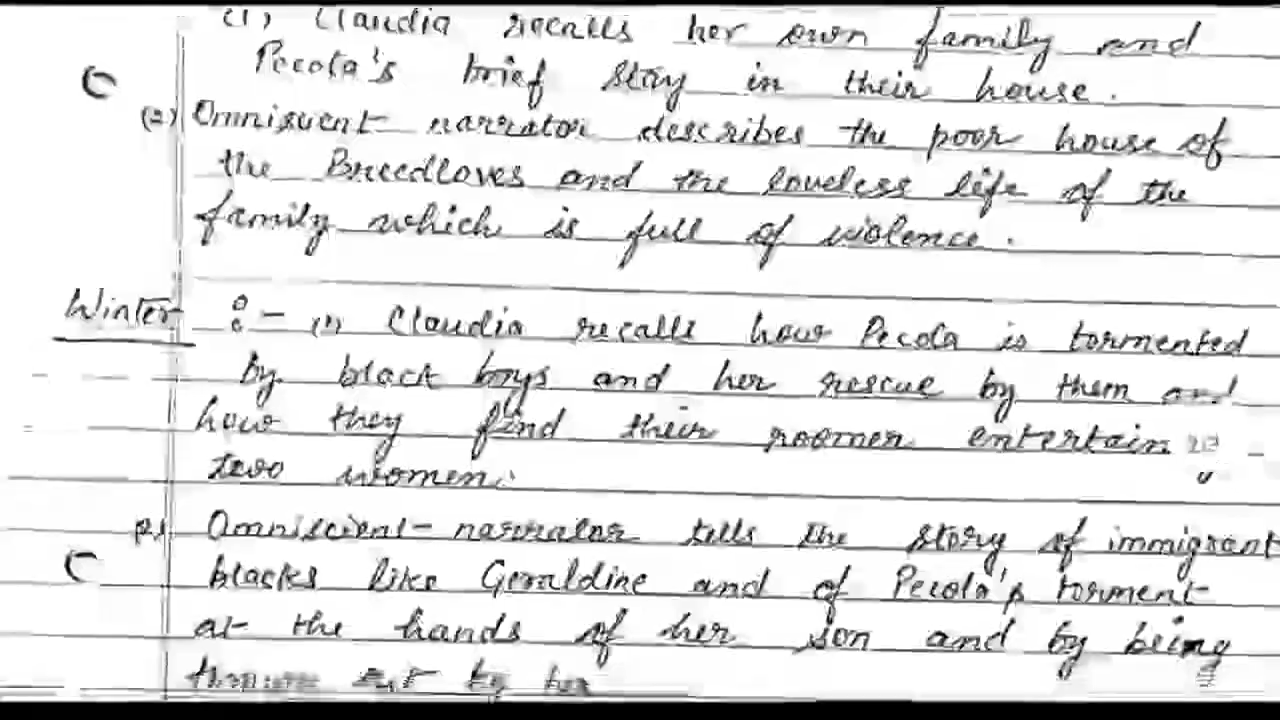 (1) Claudia recalls her own family and
Pecola's brief stay in their house.
(2) Omniscient narrator describes the poor house of
the Breedloves and the loveless life of the
family which is full of violence.
Winter :- (1) Claudia recalls how Pecola is tormented
by black boys and her rescue by them and
how they find their roomer entertain
two women.
(2) Omniscient narrator tells the story of immigrant
blacks like Geraldine and of Pecola's torment
at the hands of her son and by being
thrown out by her